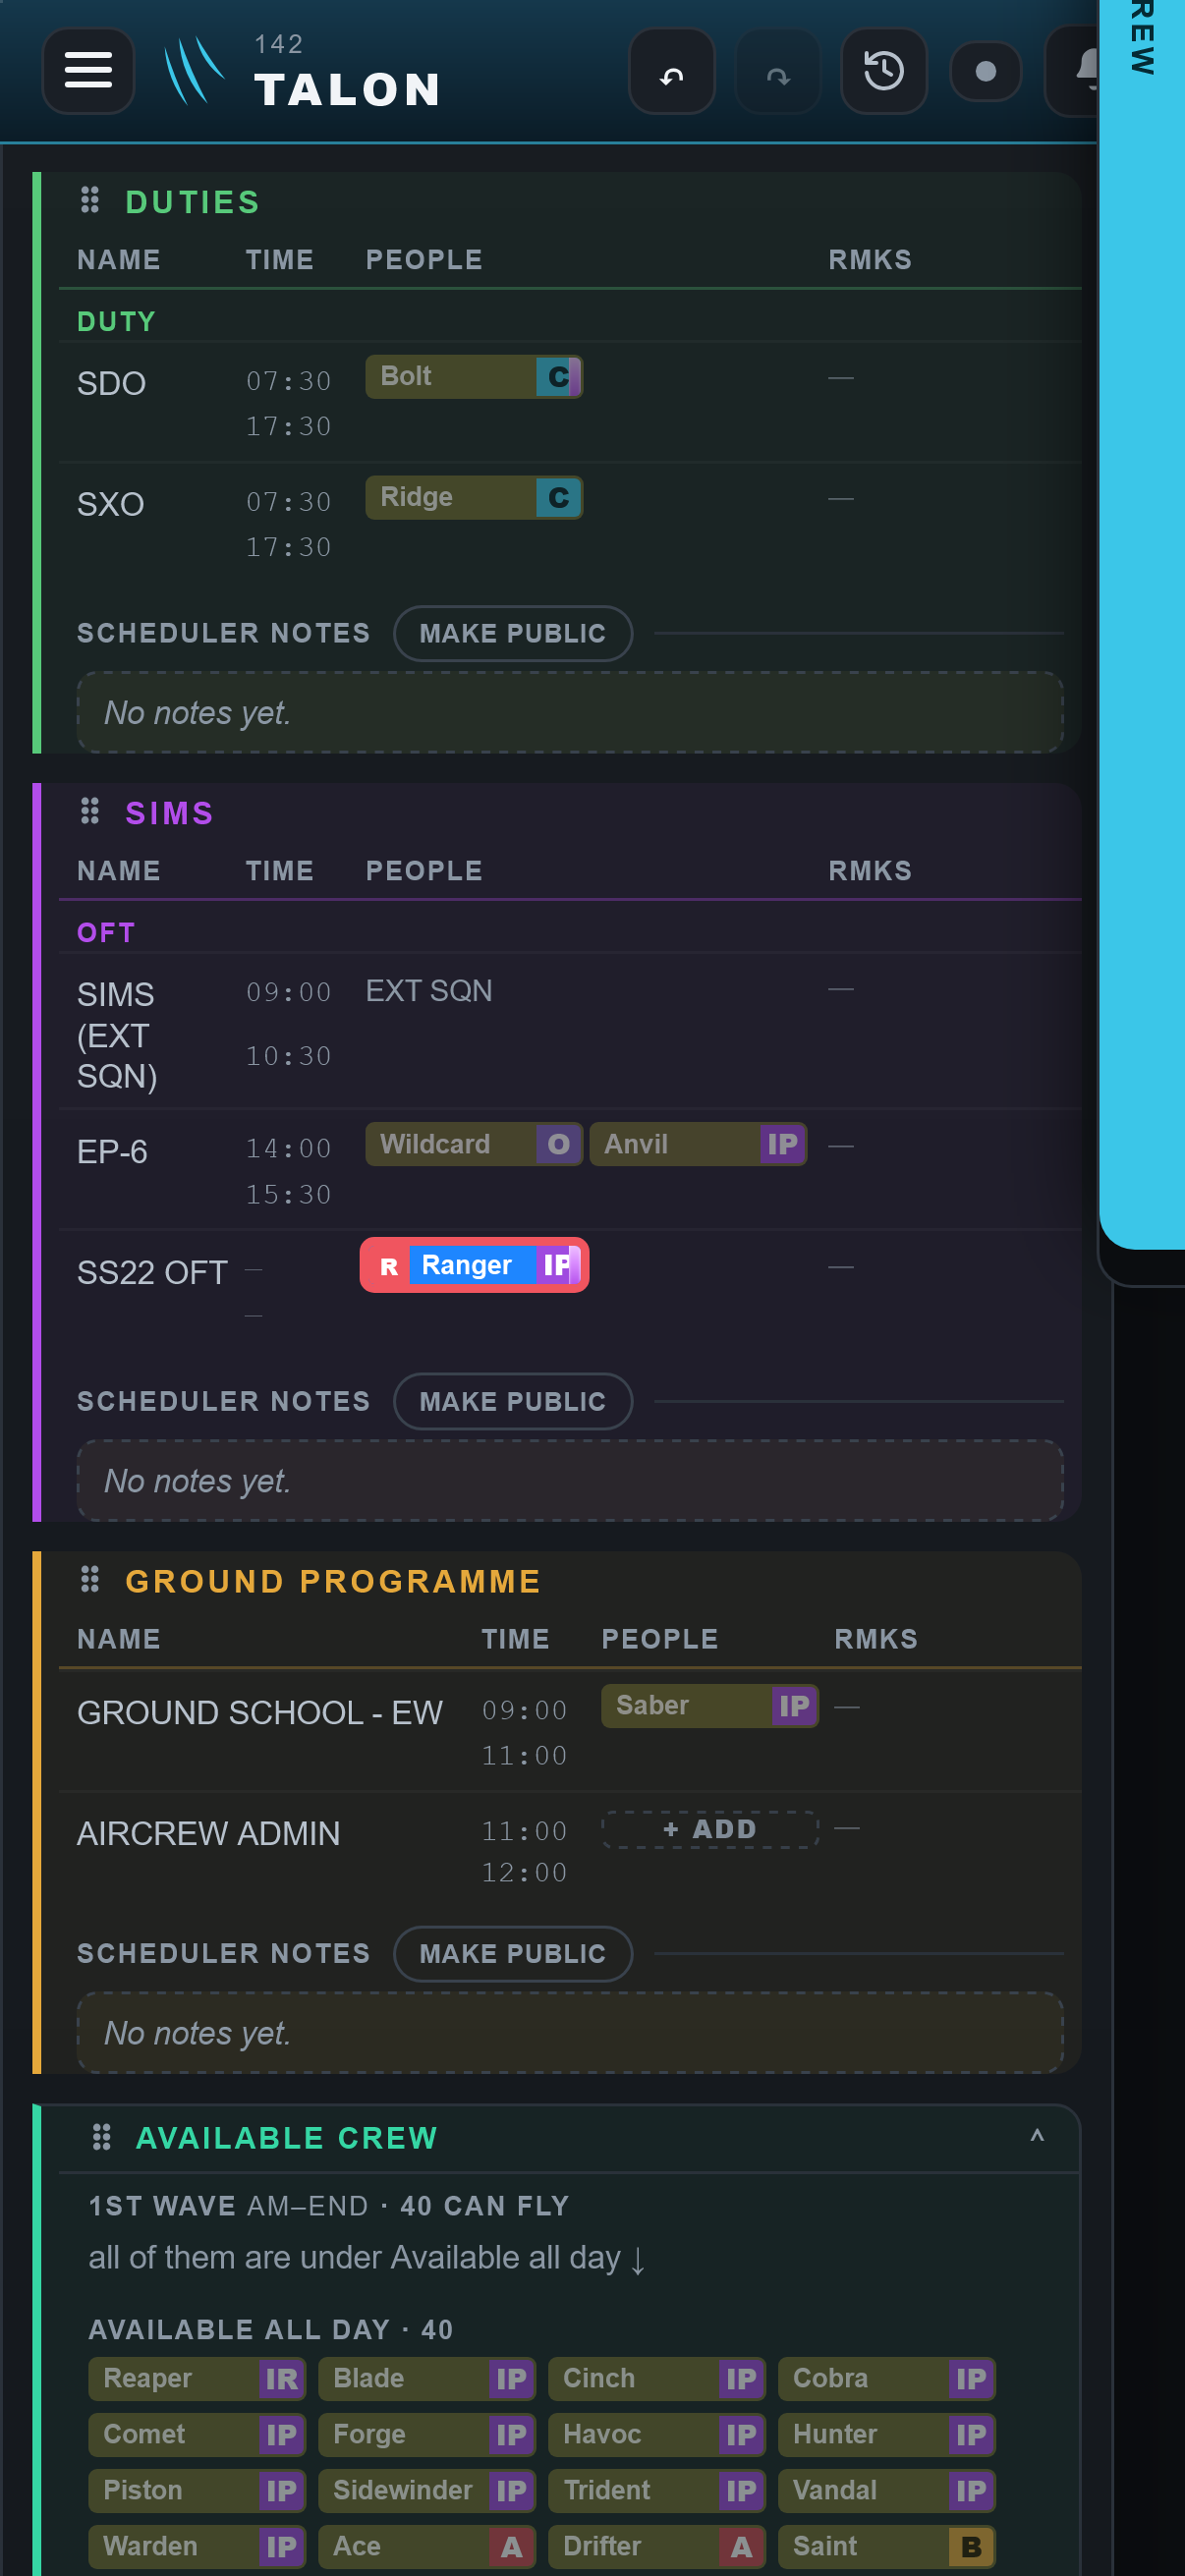 142
TALON
REW
DUTIES
NAME TIME PEOPLE RMKS
DUTY
SDO 07:30 Bolt C —
17:30
SXO 07:30 Ridge C —
17:30
SCHEDULER NOTES MAKE PUBLIC
No notes yet.
SIMS
NAME TIME PEOPLE RMKS
OFT
SIMS (EXT SQN) 09:00 EXT SQN —
10:30
EP-6 14:00 Wildcard O Anvil IP —
15:30
SS22 OFT — R Ranger IP —
—
SCHEDULER NOTES MAKE PUBLIC
No notes yet.
GROUND PROGRAMME
NAME TIME PEOPLE RMKS
GROUND SCHOOL - EW 09:00 Saber IP —
11:00
AIRCREW ADMIN 11:00 + ADD —
12:00
SCHEDULER NOTES MAKE PUBLIC
No notes yet.
AVAILABLE CREW ^
1ST WAVE AM–END · 40 CAN FLY
all of them are under Available all day ↓
AVAILABLE ALL DAY · 40
Reaper IR Blade IP Cinch IP Cobra IP
Comet IP Forge IP Havoc IP Hunter IP
Piston IP Sidewinder IP Trident IP Vandal IP
Warden IP Ace A Drifter A Saint B